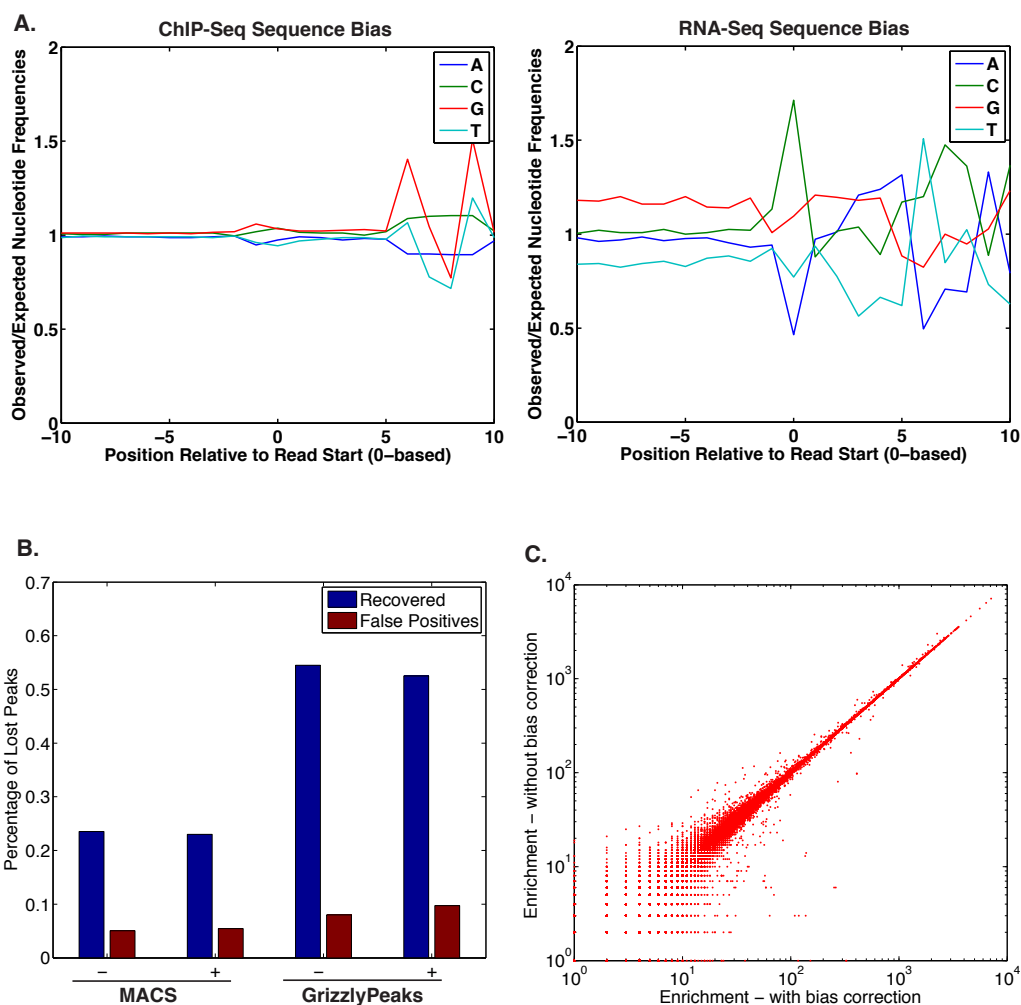 A.
ChIP-Seq Sequence Bias
Observed/Expected Nucleotide Frequencies
2
1.5
1
0.5
0
−10
−5
0
5
10
Position Relative to Read Start (0−based)
A
C
G
T
RNA-Seq Sequence Bias
Observed/Expected Nucleotide Frequencies
2
1.5
1
0.5
0
−10
−5
0
5
10
Position Relative to Read Start (0−based)
A
C
G
T
B.
Percentage of Lost Peaks
0.7
0.6
0.5
0.4
0.3
0.2
0.1
0
Recovered
False Positives
− + − +
MACS GrizzlyPeaks
C.
Enrichment − without bias correction
10^4
10^3
10^2
10^1
10^0
10^0 10^1 10^2 10^3 10^4
Enrichment − with bias correction